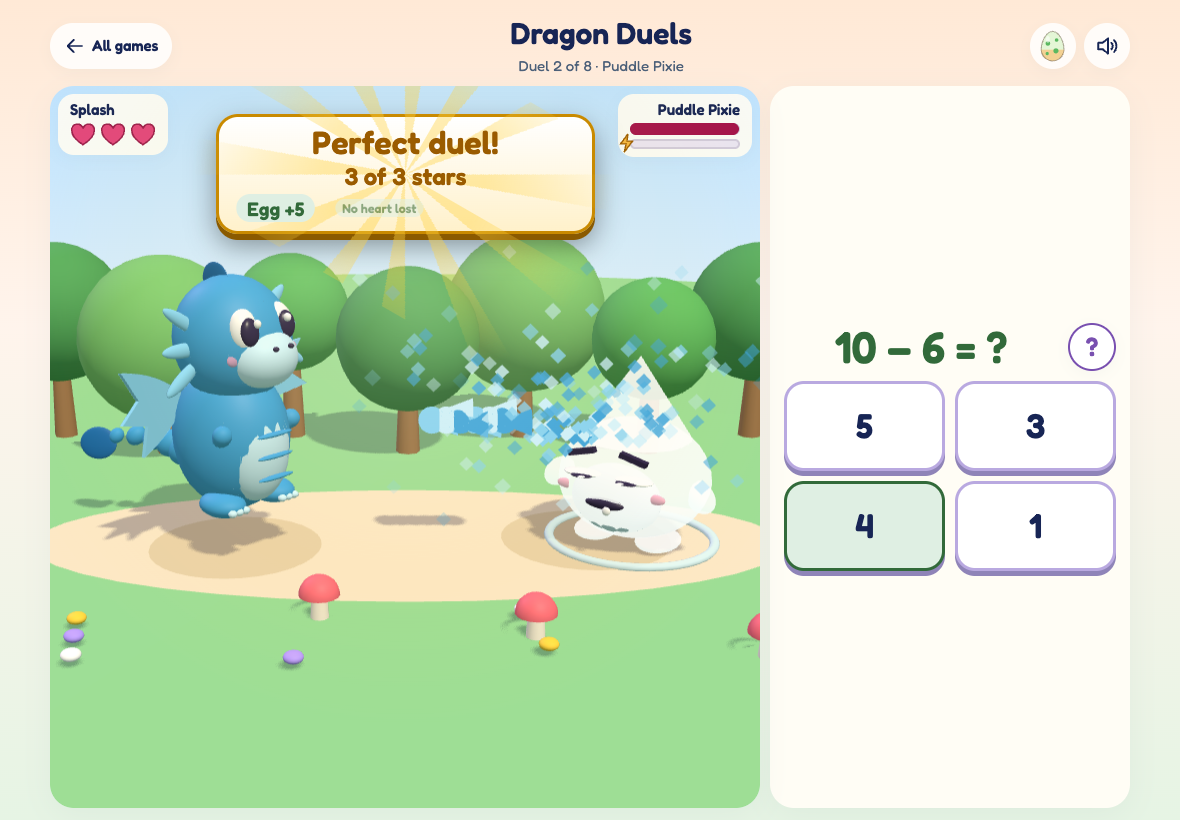 All games
Dragon Duels
Duel 2 of 8 · Puddle Pixie
Splash
Puddle Pixie
Perfect duel!
3 of 3 stars
Egg +5
No heart lost
10 – 6 = ?
?
5
3
4
1